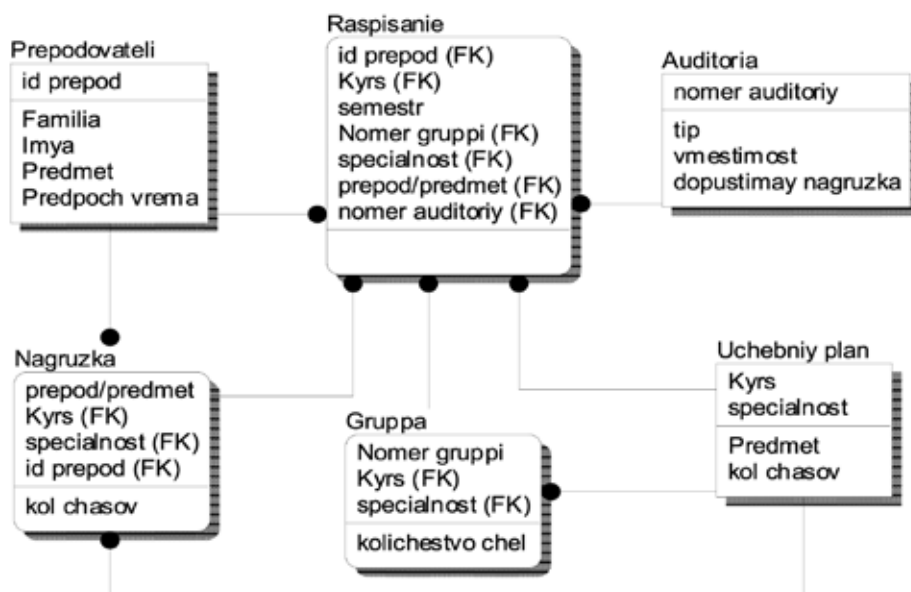 Prepodovateli
id prepod
Familia
Imya
Predmet
Predpoch vrema
Raspisanie
id prepod (FK)
Kyrs (FK)
semestr
Nomer gruppi (FK)
specialnost (FK)
prepod/predmet (FK)
nomer auditoriy (FK)
Auditoria
nomer auditoriy
tip
vmestimost
dopustimay nagruzka
Nagruzka
prepod/predmet
Kyrs (FK)
specialnost (FK)
id prepod (FK)
kol chasov
Gruppa
Nomer gruppi
Kyrs (FK)
specialnost (FK)
kolichestvo chel
Uchebniy plan
Kyrs
specialnost
Predmet
kol chasov